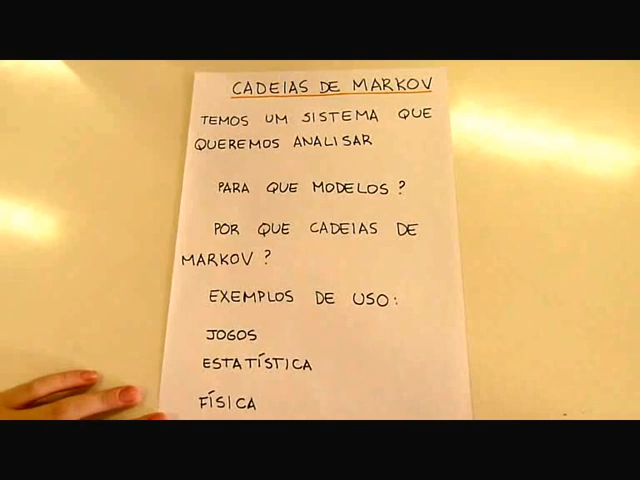 CADEIAS DE MARKOV
TEMOS UM SISTEMA QUE
QUEREMOS ANALISAR
PARA QUE MODELOS?
POR QUE CADEIAS DE
MARKOV?
EXEMPLOS DE USO:
JOGOS
ESTATÍSTICA
FÍSICA